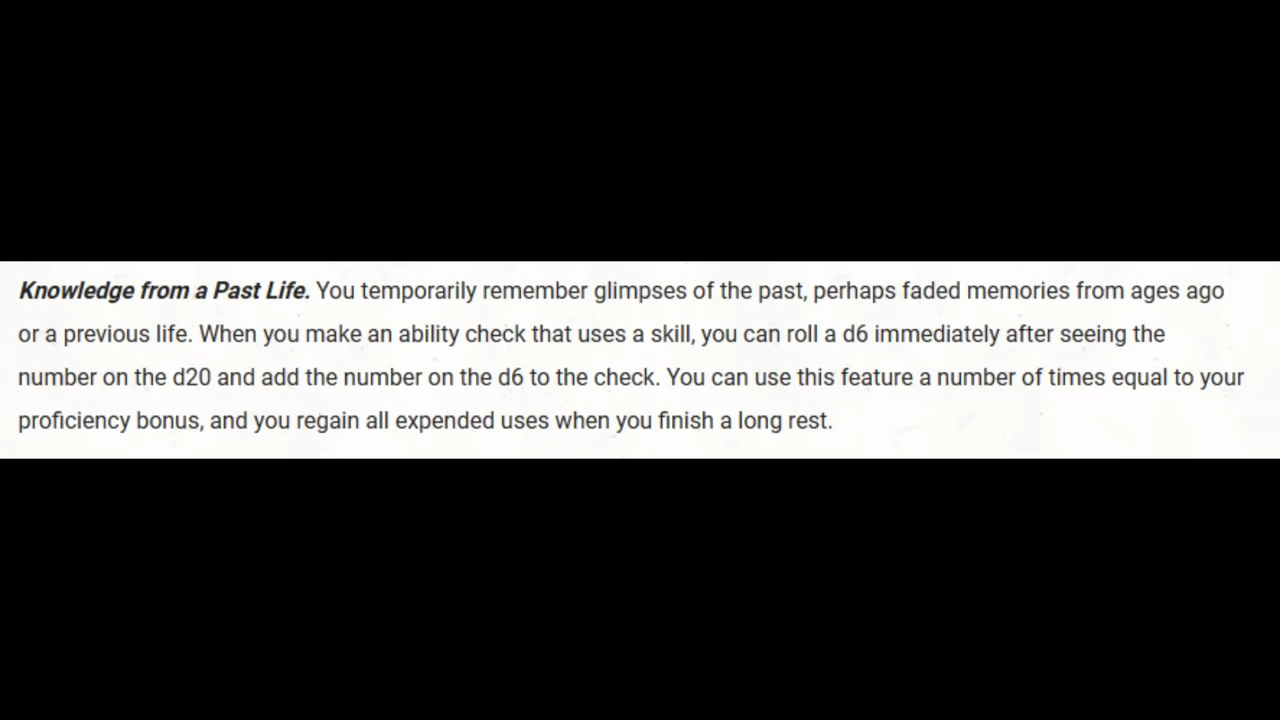 Knowledge from a Past Life. You temporarily remember glimpses of the past, perhaps faded memories from ages ago
or a previous life. When you make an ability check that uses a skill, you can roll a d6 immediately after seeing the
number on the d20 and add the number on the d6 to the check. You can use this feature a number of times equal to your
proficiency bonus, and you regain all expended uses when you finish a long rest.